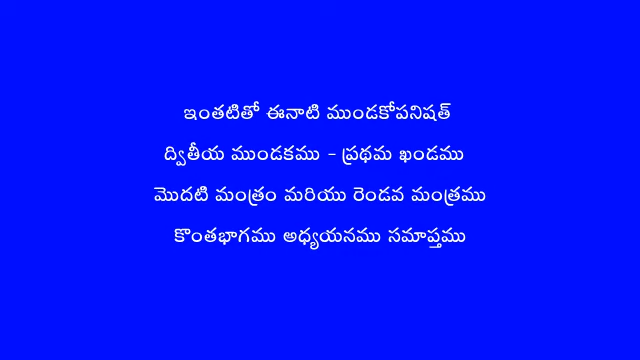 ఇంతటితో ఈనాటి ముండకోపనిషత్
ద్వితీయ ముండకము - ప్రథమ ఖండము
మొదటి మంత్రం మరియు రెండవ మంత్రము
కొంతభాగము అధ్యయనము సమాప్తము